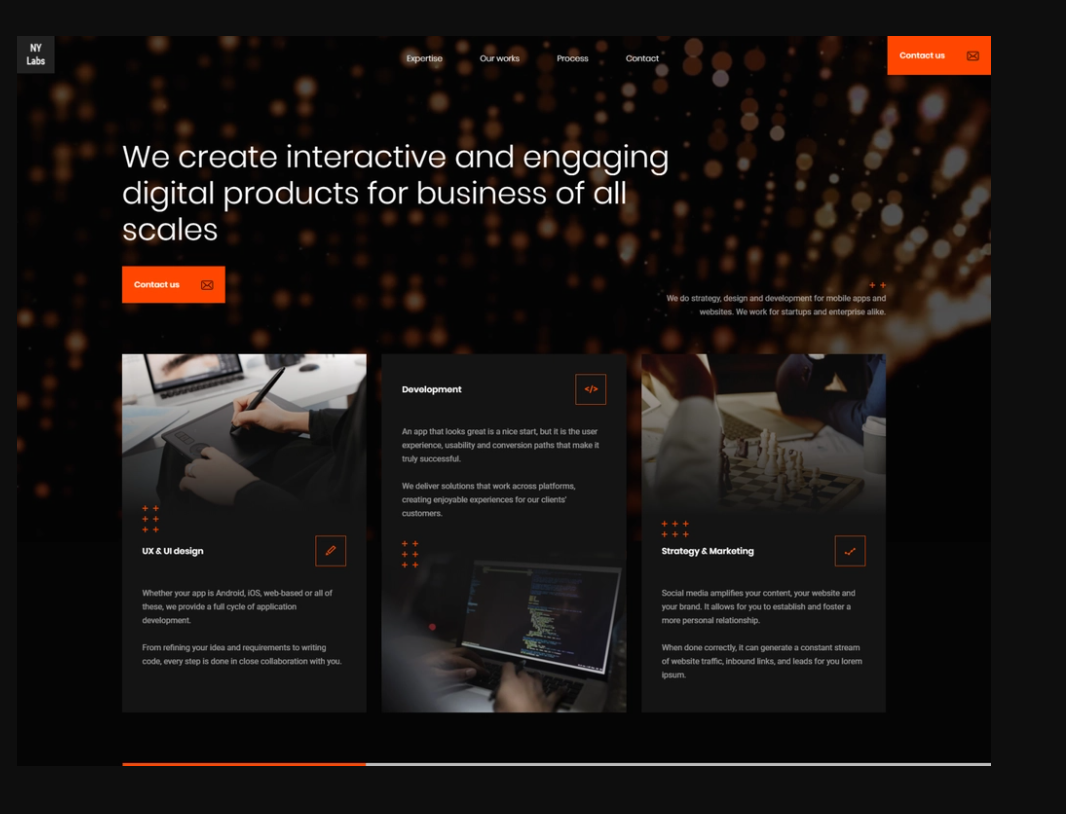 NY
Labs
Expertise
Our works
Process
Contact
Contact us
We create interactive and engaging
digital products for business of all
scales
Contact us
We do strategy, design and development for mobile apps and
websites. We work for startups and enterprise alike.
UX & UI design
Whether your app is Android, iOS, web-based or all of
these, we provide a full cycle of application
development.
From refining your idea and requirements to writing
code, every step is done in close collaboration with you.
Development
</>
An app that looks great is a nice start, but it is the user
experience, usability and conversion paths that make it
truly successful.
We deliver solutions that work across platforms,
creating enjoyable experiences for our clients'
customers.
Strategy & Marketing
Social media amplifies your content, your website and
your brand. It allows for you to establish and foster a
more personal relationship.
When done correctly, it can generate a constant stream
of website traffic, inbound links, and leads for you lorem
ipsum.